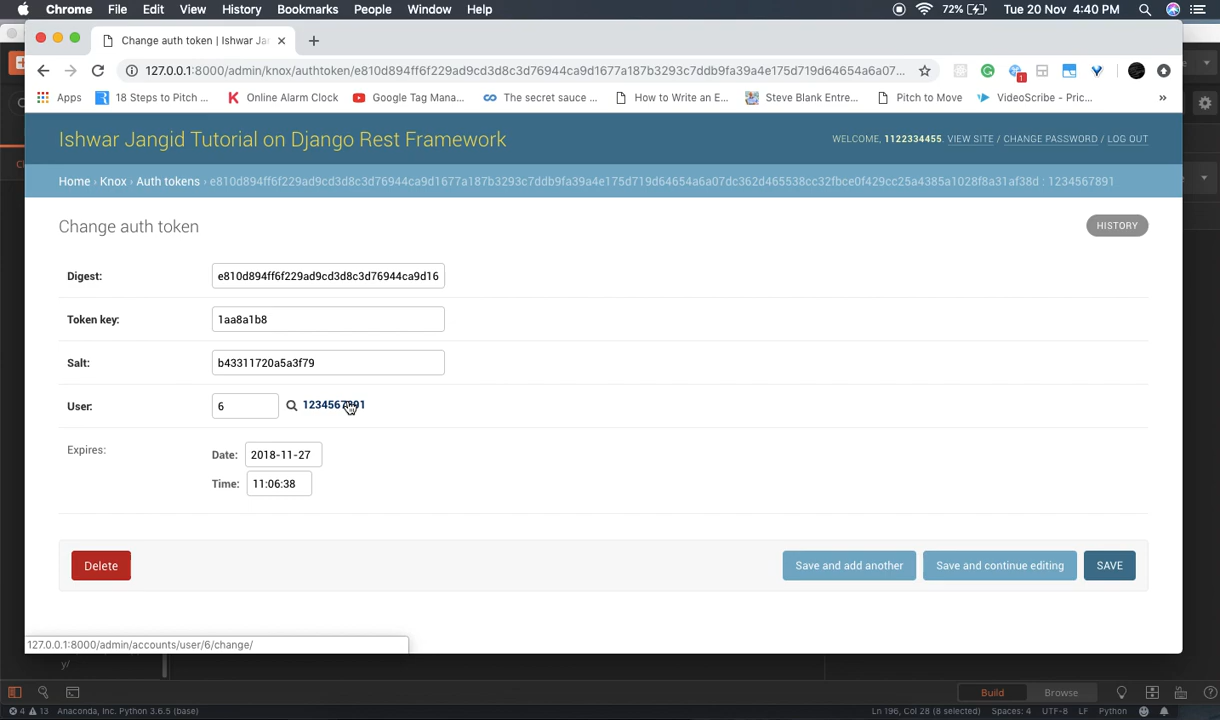 Chrome File Edit View History Bookmarks People Window Help 72% Tue 20 Nov 4:40 PM
Change auth token | Ishwar Ja
127.0.0.1:8000/admin/knox/authtoken/e810d894ff6f229ad9cd3d8c3d76944ca9d1677a187b3293c7ddb9fa39a4e175d719d64654a6a07...
Apps 18 Steps to Pitch ... Online Alarm Clock Google Tag Mana... The secret sauce ... How to Write an E... Steve Blank Entre... Pitch to Move VideoScribe - Pric... »
Ishwar Jangid Tutorial on Django Rest Framework
WELCOME, 1122334455. VIEW SITE / CHANGE PASSWORD / LOG OUT
Home › Knox › Auth tokens › e810d894ff6f229ad9cd3d8c3d76944ca9d1677a187b3293c7ddb9fa39a4e175d719d64654a6a07dc362d465538cc32fbce0f429cc25a4385a1028f8a31af38d : 1234567891
Change auth token
HISTORY
Digest: e810d894ff6f229ad9cd3d8c3d76944ca9d16
Token key: 1aa8a1b8
Salt: b43311720a5a3f79
User: 6 1234567891
Expires: Date: 2018-11-27
Time: 11:06:38
Delete Save and add another Save and continue editing SAVE
127.0.0.1:8000/admin/accounts/user/6/change/
y/
Build Browse
4 13 Anaconda, Inc. Python 3.6.5 (base) Ln 196, Col 28 (8 selected) Spaces: 4 UTF-8 LF Python